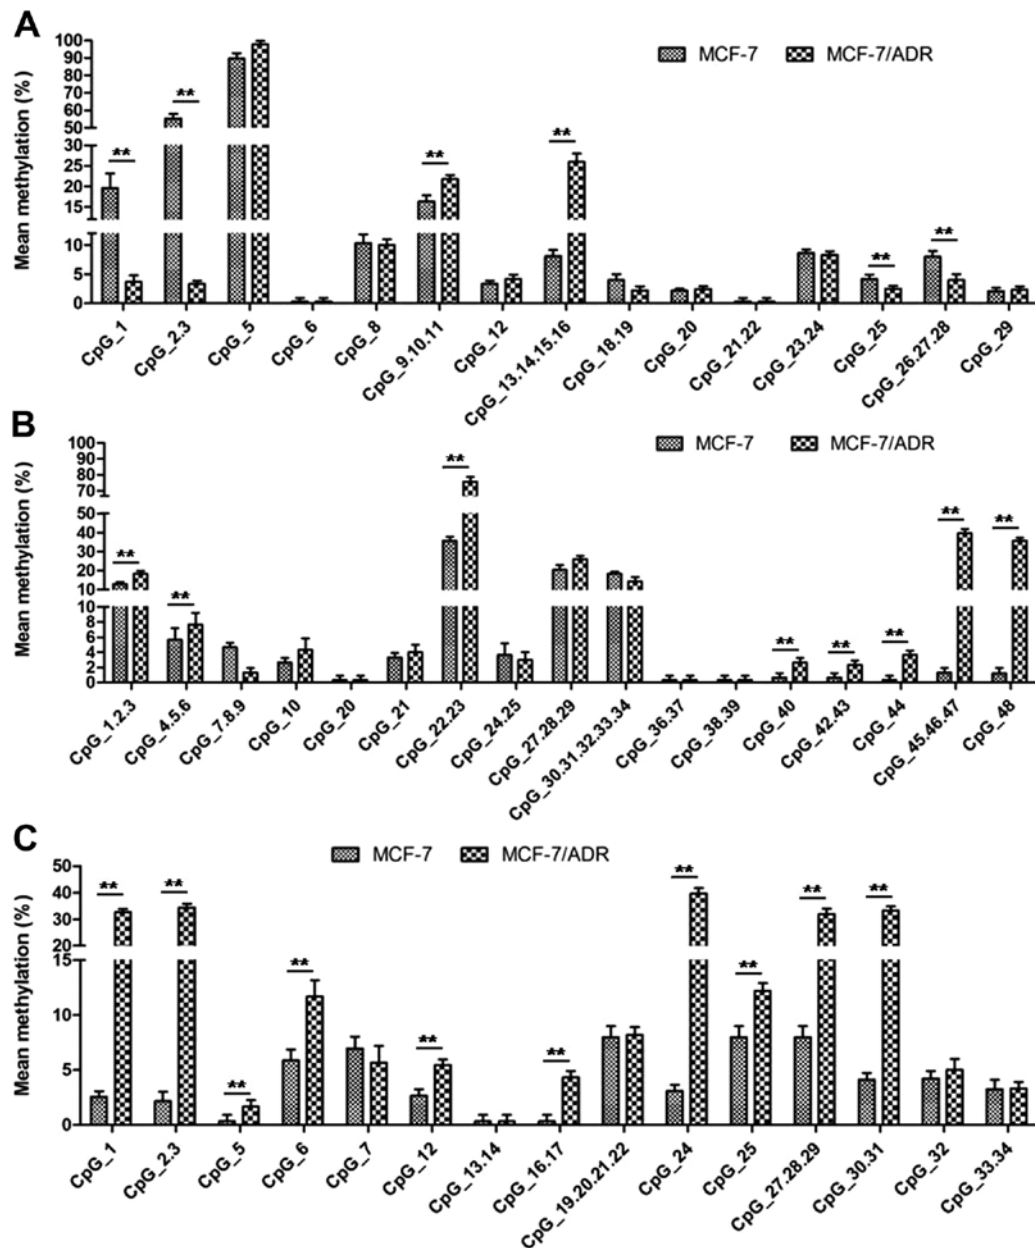 A
MCF-7 MCF-7/ADR
Mean methylation (%)
100
90
80
70
60
50
30
25
20
15
10
5
0
** ** ** ** ** **
CpG_1 CpG_2.3 CpG_5 CpG_6 CpG_8 CpG_9.10.11 CpG_12 CpG_13.14.15.16 CpG_18.19 CpG_20 CpG_21.22 CpG_23.24 CpG_25 CpG_26.27.28 CpG_29
B
MCF-7 MCF-7/ADR
Mean methylation (%)
100
90
80
70
50
40
30
20
10
10
8
6
4
2
0
** ** ** ** ** ** ** **
CpG_1.2.3 CpG_4.5.6 CpG_7.8.9 CpG_10 CpG_20 CpG_21 CpG_22.23 CpG_24.25 CpG_27.28.29 CpG_30.31.32.33.34 CpG_36.37 CpG_38.39 CpG_40 CpG_42.43 CpG_44 CpG_45.46.47 CpG_48
C
MCF-7 MCF-7/ADR
Mean methylation (%)
50
40
30
20
15
10
5
0
** ** ** ** ** ** ** ** ** **
CpG_1 CpG_2.3 CpG_5 CpG_6 CpG_7 CpG_12 CpG_13.14 CpG_16.17 CpG_19.20.21.22 CpG_24 CpG_25 CpG_27.28.29 CpG_30.31 CpG_32 CpG_33.34